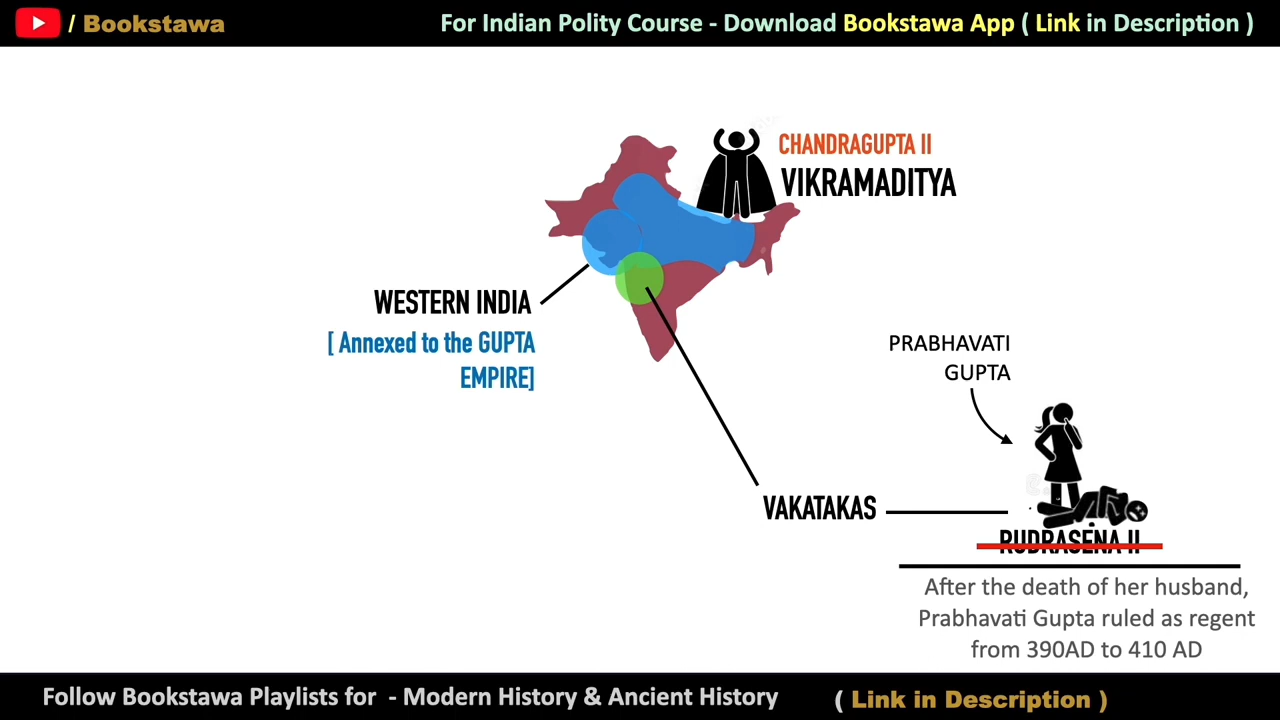 / Bookstawa
For Indian Polity Course - Download Bookstawa App ( Link in Description )
CHANDRAGUPTA II
VIKRAMADITYA
WESTERN INDIA
[ Annexed to the GUPTA
EMPIRE]
PRABHAVATI
GUPTA
VAKATAKAS
RUDRASENA II
After the death of her husband,
Prabhavati Gupta ruled as regent
from 390AD to 410 AD
Follow Bookstawa Playlists for - Modern History & Ancient History
( Link in Description )